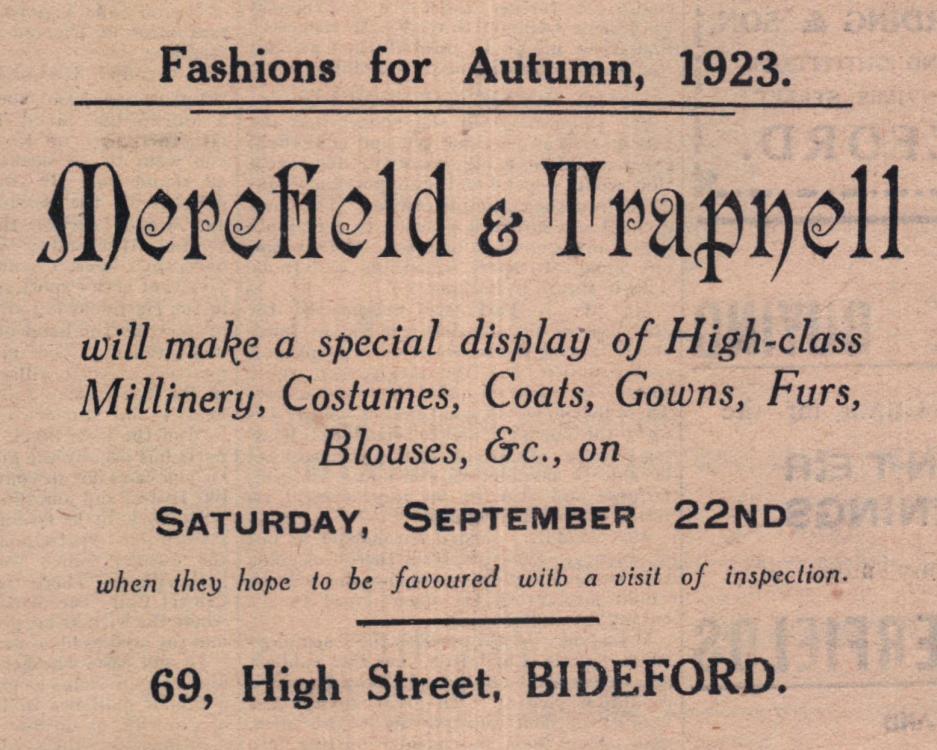 Fashions for Autumn, 1923.
Merefield & Trapnell
will make a special display of High-class
Millinery, Costumes, Coats, Gowns, Furs,
Blouses, &c., on
SATURDAY, SEPTEMBER 22ND
when they hope to be favoured with a visit of inspection.
69, High Street, BIDEFORD.